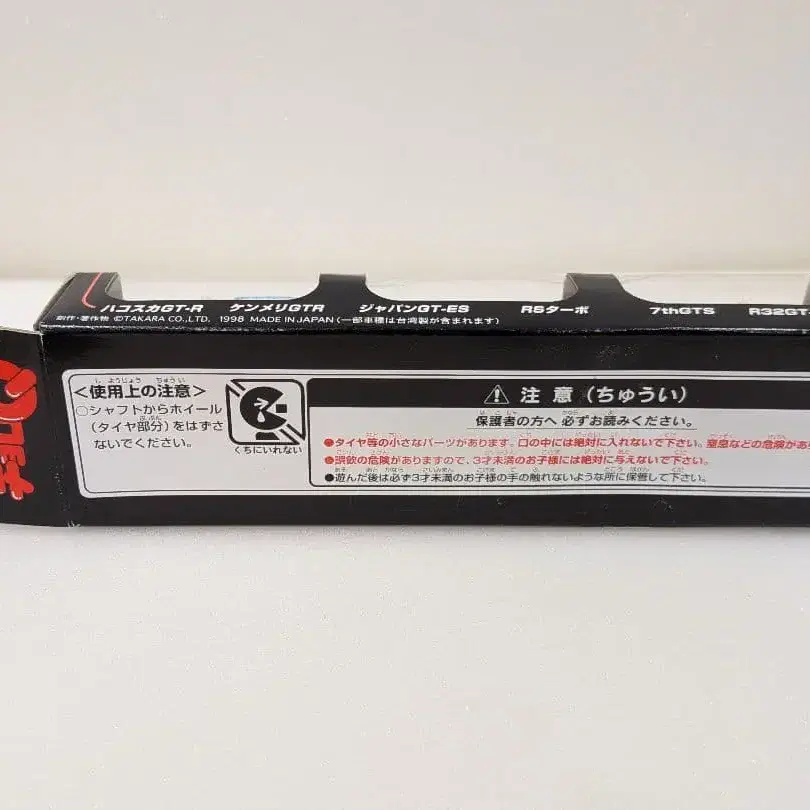 ハコスカGT-R ケンメリGTR ジャパンGT-ES RSターボ 7thGTS R32GT-
創作・著作物 ©TAKARA CO.,LTD. 1998 MADE IN JAPAN(一部車種は台湾製が含まれます)
<使用上の注意>
○シャフトからホイール
(タイヤ部分)をはずさ
ないでください。
くちにいれない
注意(ちゅうい)
保護者の方へ 必ずお読みください。
●タイヤ等の小さなパーツがあります。口の中には絶対に入れないで下さい。窒息などの危険があ
●誤飲の危険がありますので、3才未満のお子様には絶対に与えないで下さい。
●遊んだ後は必ず3才未満のお子様の手の触れないような所に保管して下さい。